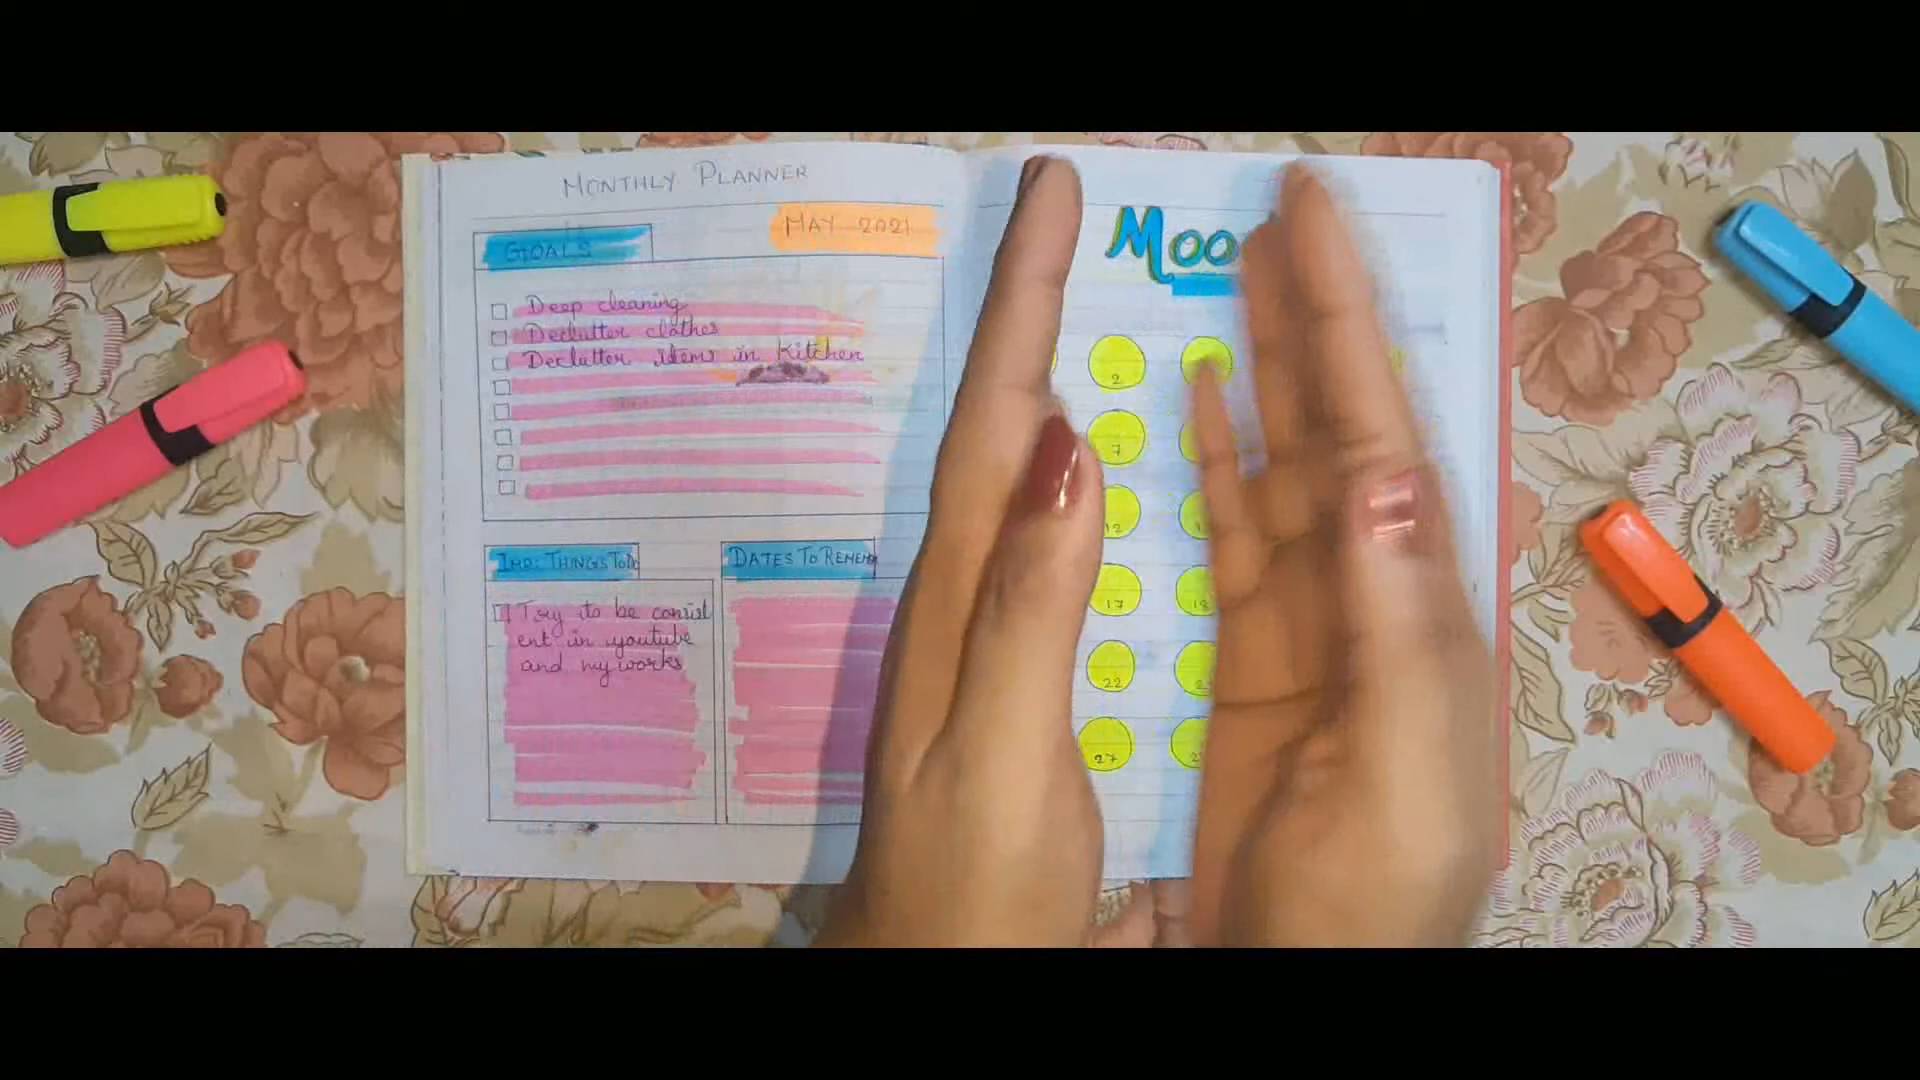 MONTHLY PLANNER
MAY 2021
GOALS
Deep cleaning
Declutter clothes
Declutter items in Kitchen
IMP: THINGS TO DO
Try to be consist
ent in youtube
and my works
DATES TO REMEM
MOO
2
7
12
17
22
27